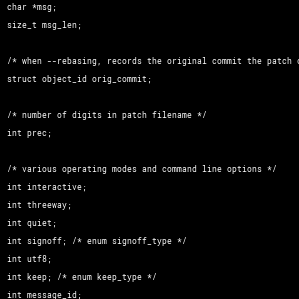 char *msg;
size_t msg_len;
/* when --rebasing, records the original commit the patch
struct object_id orig_commit;
/* number of digits in patch filename */
int prec;
/* various operating modes and command line options */
int interactive;
int threeway;
int quiet;
int signoff; /* enum signoff_type */
int utf8;
int keep; /* enum keep_type */
int message_id;